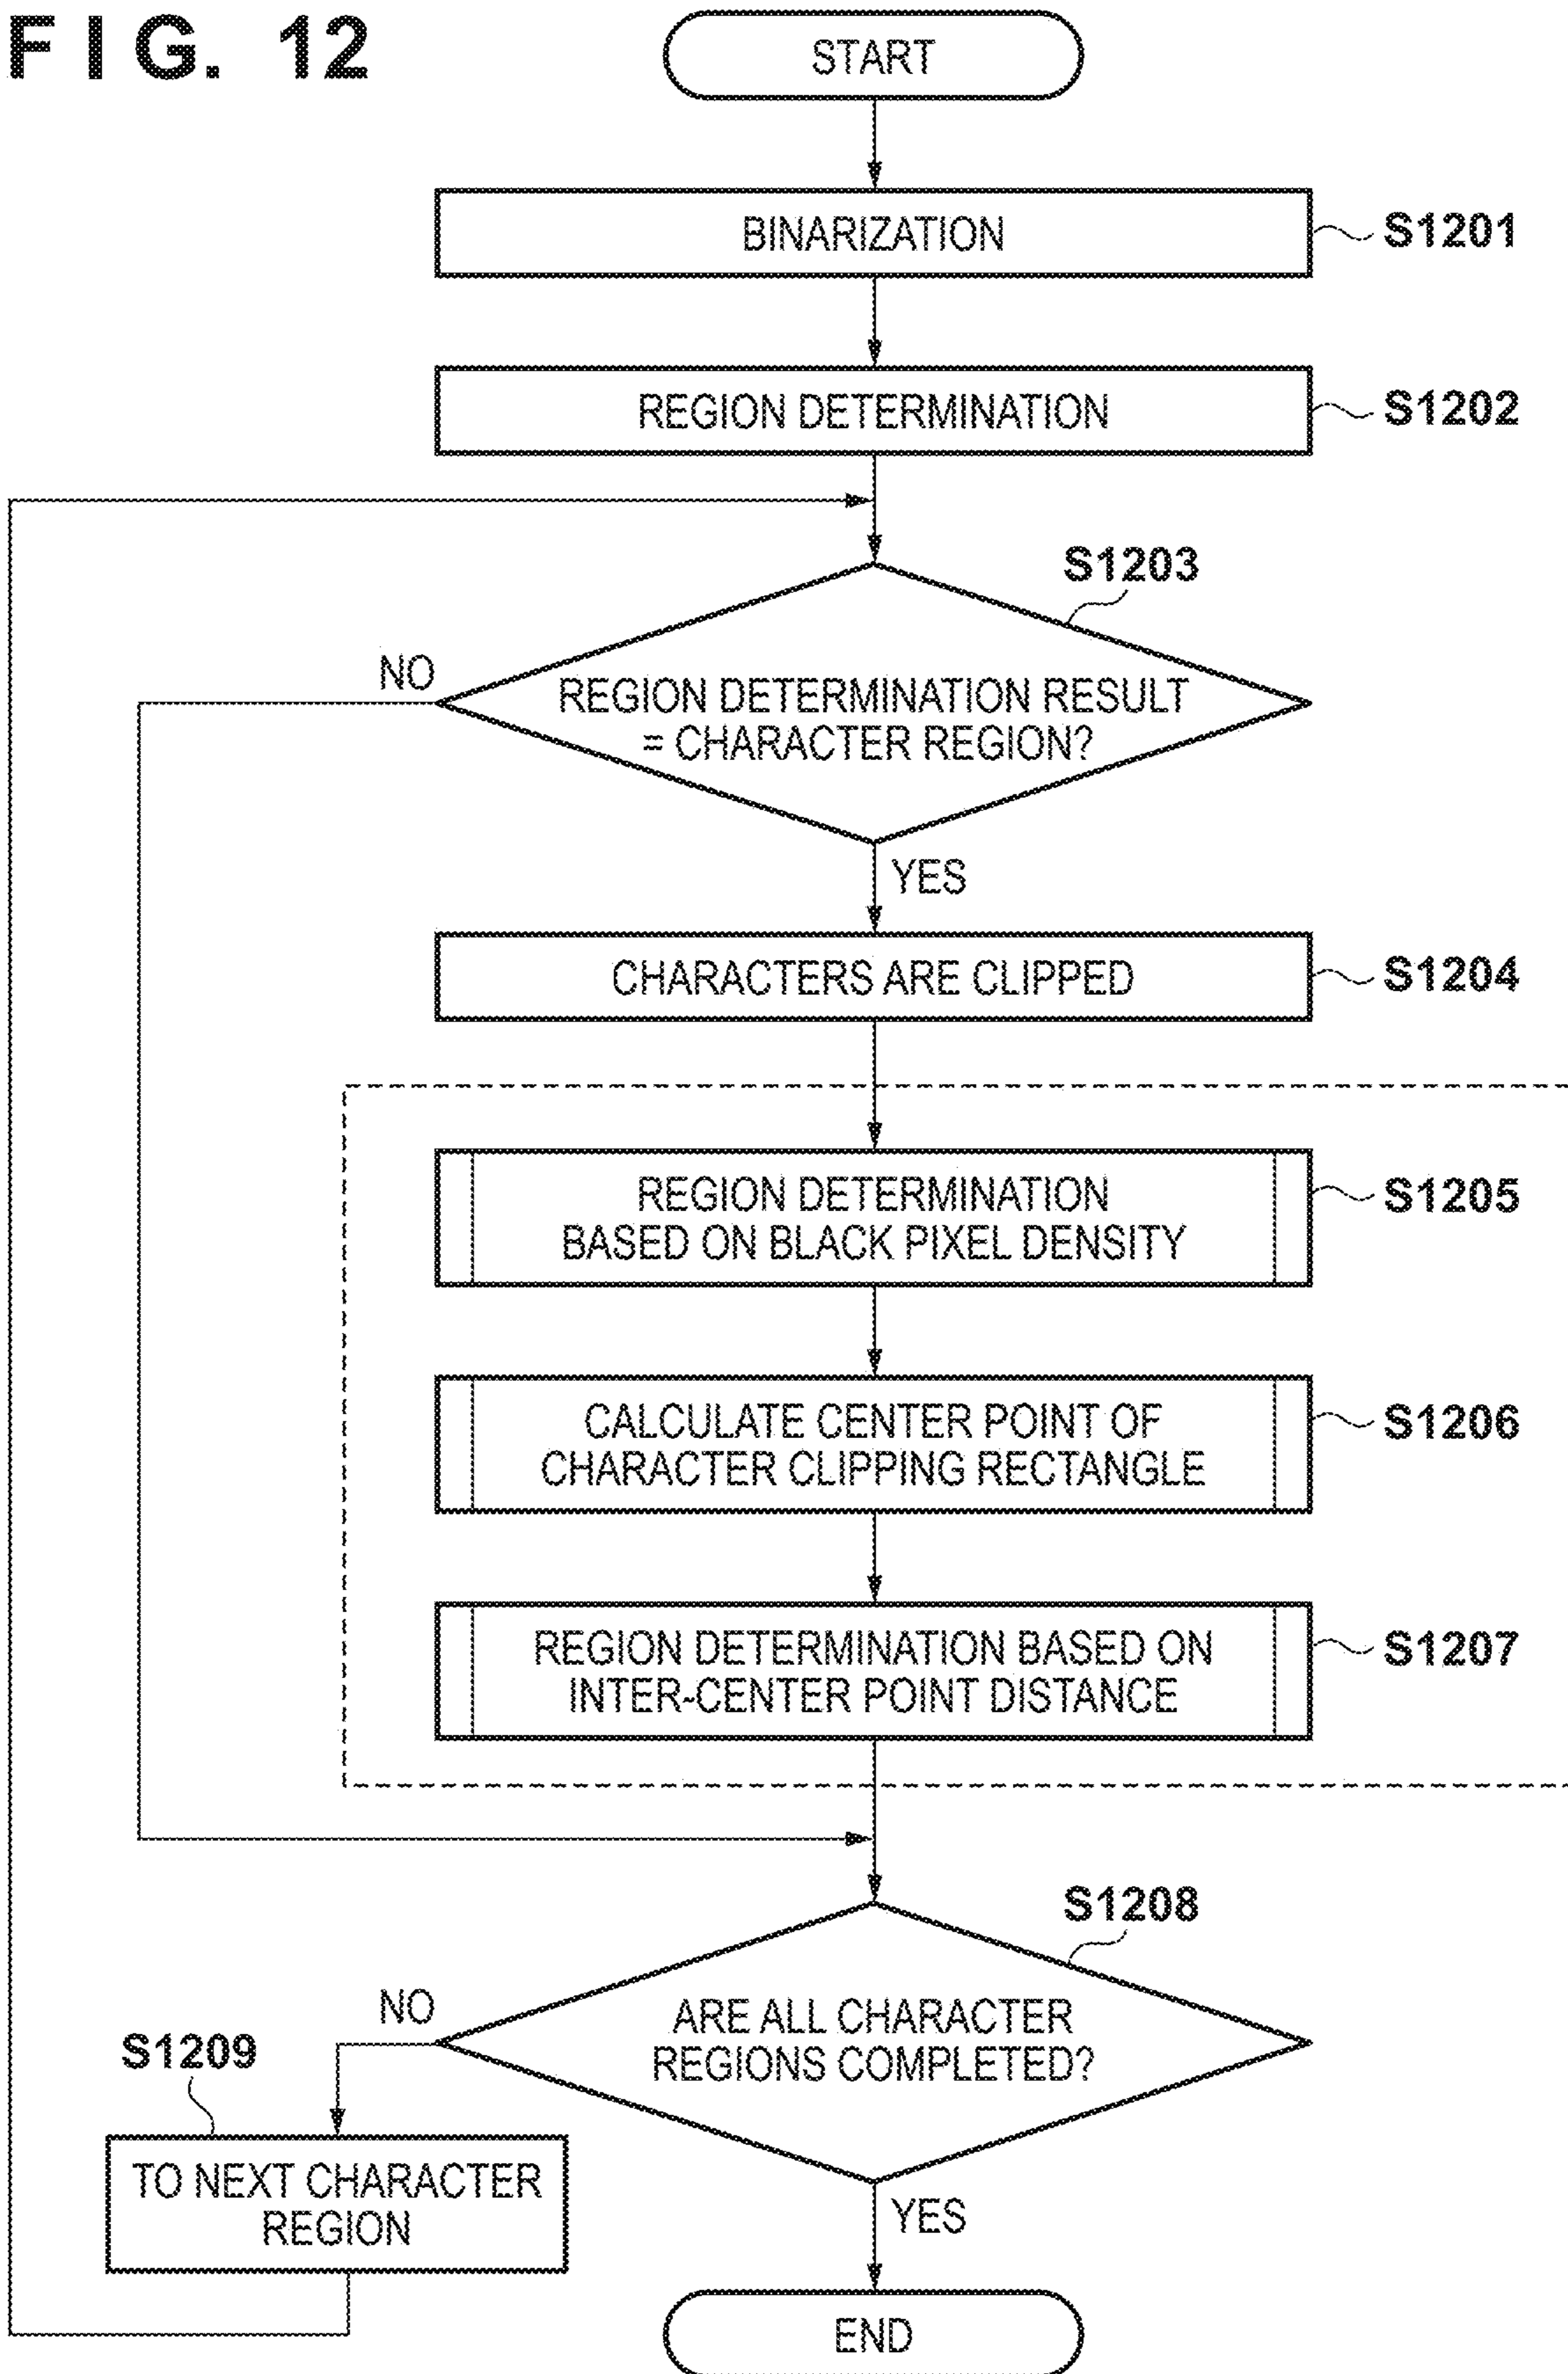 FIG. 12
START
BINARIZATION
S1201
REGION DETERMINATION
S1202
S1203
NO
REGION DETERMINATION RESULT
= CHARACTER REGION?
YES
CHARACTERS ARE CLIPPED
S1204
REGION DETERMINATION
BASED ON BLACK PIXEL DENSITY
S1205
CALCULATE CENTER POINT OF
CHARACTER CLIPPING RECTANGLE
S1206
REGION DETERMINATION BASED ON
INTER-CENTER POINT DISTANCE
S1207
S1208
NO
ARE ALL CHARACTER
REGIONS COMPLETED?
S1209
TO NEXT CHARACTER
REGION
YES
END